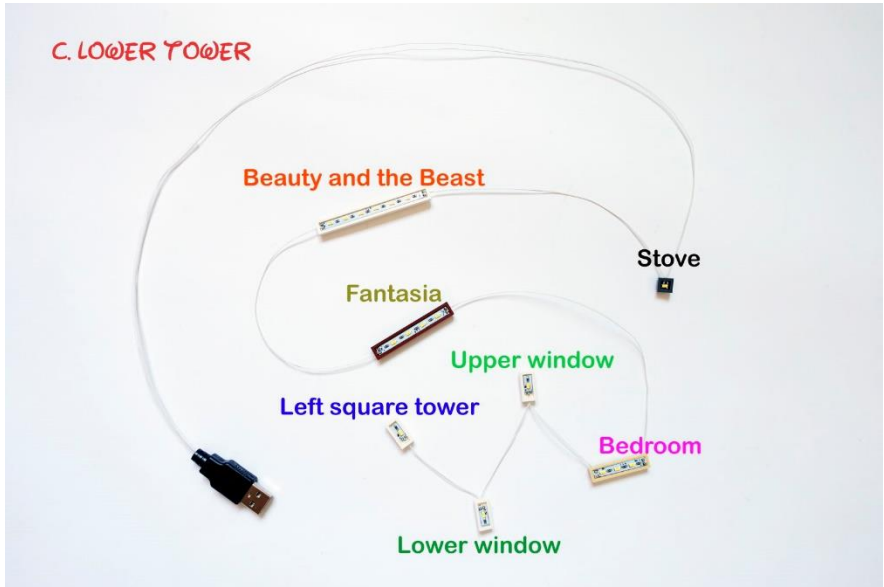 C. LOWER TOWER
Beauty and the Beast
Stove
Fantasia
Upper window
Left square tower
Bedroom
Lower window